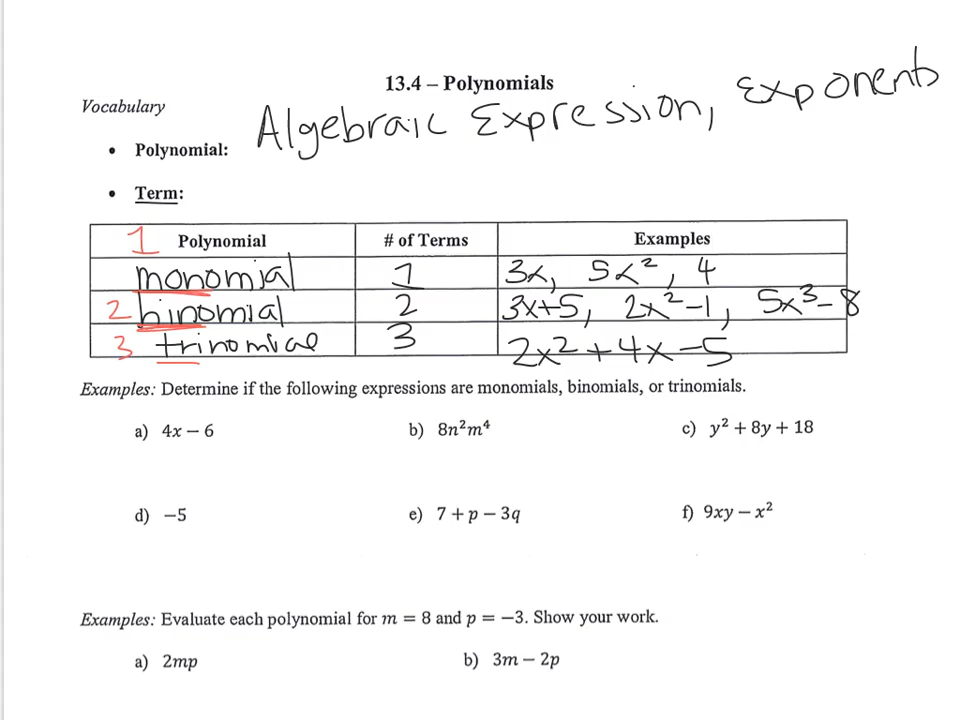 13.4 – Polynomials
Vocabulary
• Polynomial: Algebraic Expression, Exponents
• Term:
1 Polynomial # of Terms Examples
monomial 1 3x, 5x², 4
2 binomial 2 3x+5, 2x²-1, 5x³-8
3 trinomial 3 2x²+4x-5
Examples: Determine if the following expressions are monomials, binomials, or trinomials.
a) 4x − 6 b) 8n²m⁴ c) y² + 8y + 18
d) −5 e) 7 + p − 3q f) 9xy − x²
Examples: Evaluate each polynomial for m = 8 and p = −3. Show your work.
a) 2mp b) 3m − 2p